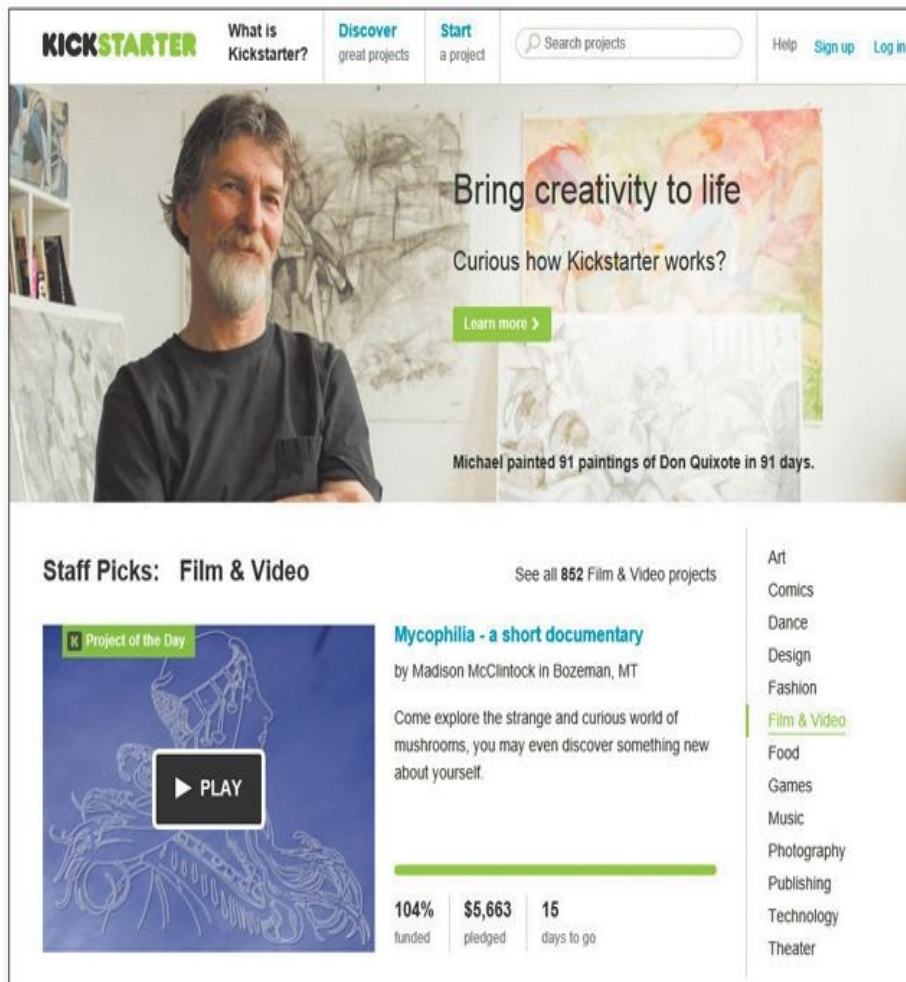 KICKSTARTER
What is
Kickstarter?
Discover
great projects
Start
a project
Search projects
Help
Sign up
Log in
Bring creativity to life
Curious how Kickstarter works?
Learn more
Michael painted 91 paintings of Don Quixote in 91 days.
Staff Picks: Film & Video
See all 852 Film & Video projects
K Project of the Day
PLAY
Mycophilia - a short documentary
by Madison McClintock in Bozeman, MT
Come explore the strange and curious world of
mushrooms, you may even discover something new
about yourself.
104%
funded
$5,663
pledged
15
days to go
Art
Comics
Dance
Design
Fashion
Film & Video
Food
Games
Music
Photography
Publishing
Technology
Theater